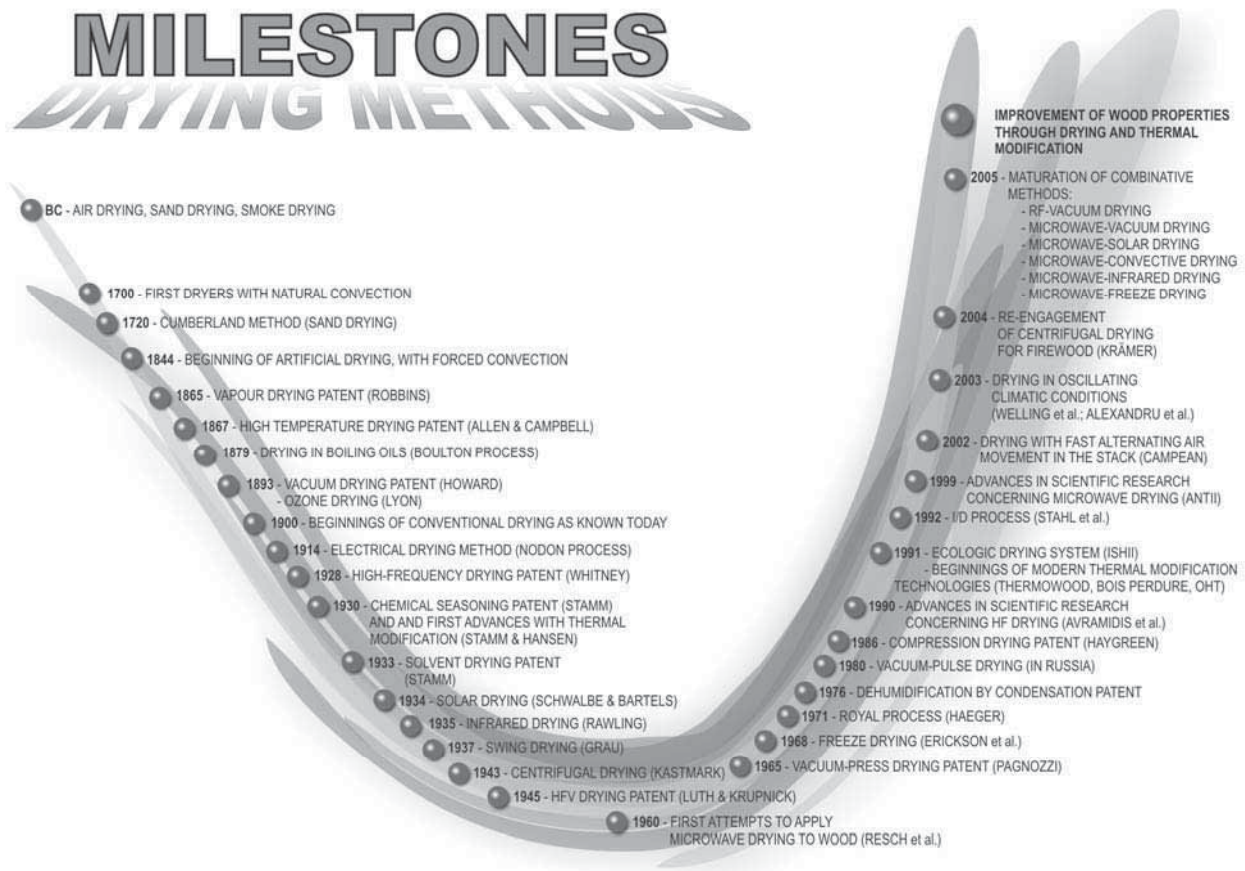 MILESTONES
DRYING METHODS
BC - AIR DRYING, SAND DRYING, SMOKE DRYING
1700 - FIRST DRYERS WITH NATURAL CONVECTION
1720 - CUMBERLAND METHOD (SAND DRYING)
1844 - BEGINNING OF ARTIFICIAL DRYING, WITH FORCED CONVECTION
1865 - VAPOUR DRYING PATENT (ROBBINS)
1867 - HIGH TEMPERATURE DRYING PATENT (ALLEN & CAMPBELL)
1879 - DRYING IN BOILING OILS (BOULTON PROCESS)
1893 - VACUUM DRYING PATENT (HOWARD)
- OZONE DRYING (LYON)
1900 - BEGINNINGS OF CONVENTIONAL DRYING AS KNOWN TODAY
1914 - ELECTRICAL DRYING METHOD (NODON PROCESS)
1928 - HIGH-FREQUENCY DRYING PATENT (WHITNEY)
1930 - CHEMICAL SEASONING PATENT (STAMM)
AND AND FIRST ADVANCES WITH THERMAL
MODIFICATION (STAMM & HANSEN)
1933 - SOLVENT DRYING PATENT
(STAMM)
1934 - SOLAR DRYING (SCHWALBE & BARTELS)
1935 - INFRARED DRYING (RAWLING)
1937 - SWING DRYING (GRAU)
1943 - CENTRIFUGAL DRYING (KASTMARK)
1945 - HFV DRYING PATENT (LUTH & KRUPNICK)
1960 - FIRST ATTEMPTS TO APPLY
MICROWAVE DRYING TO WOOD (RESCH et al.)
1965 - VACUUM-PRESS DRYING PATENT (PAGNOZZI)
1968 - FREEZE DRYING (ERICKSON et al.)
1971 - ROYAL PROCESS (HAEGER)
1976 - DEHUMIDIFICATION BY CONDENSATION PATENT
1980 - VACUUM-PULSE DRYING (IN RUSSIA)
1986 - COMPRESSION DRYING PATENT (HAYGREEN)
1990 - ADVANCES IN SCIENTIFIC RESEARCH
CONCERNING HF DRYING (AVRAMIDIS et al.)
1991 - ECOLOGIC DRYING SYSTEM (ISHII)
- BEGINNINGS OF MODERN THERMAL MODIFICATION
TECHNOLOGIES (THERMOWOOD, BOIS PERDURE, OHT)
1992 - I/D PROCESS (STAHL et al.)
1999 - ADVANCES IN SCIENTIFIC RESEARCH
CONCERNING MICROWAVE DRYING (ANTII)
2002 - DRYING WITH FAST ALTERNATING AIR
MOVEMENT IN THE STACK (CAMPEAN)
2003 - DRYING IN OSCILLATING
CLIMATIC CONDITIONS
(WELLING et al.; ALEXANDRU et al.)
2004 - RE-ENGAGEMENT
OF CENTRIFUGAL DRYING
FOR FIREWOOD (KRÄMER)
2005 - MATURATION OF COMBINATIVE
METHODS:
- RF-VACUUM DRYING
- MICROWAVE-VACUUM DRYING
- MICROWAVE-SOLAR DRYING
- MICROWAVE-CONVECTIVE DRYING
- MICROWAVE-INFRARED DRYING
- MICROWAVE-FREEZE DRYING
IMPROVEMENT OF WOOD PROPERTIES
THROUGH DRYING AND THERMAL
MODIFICATION